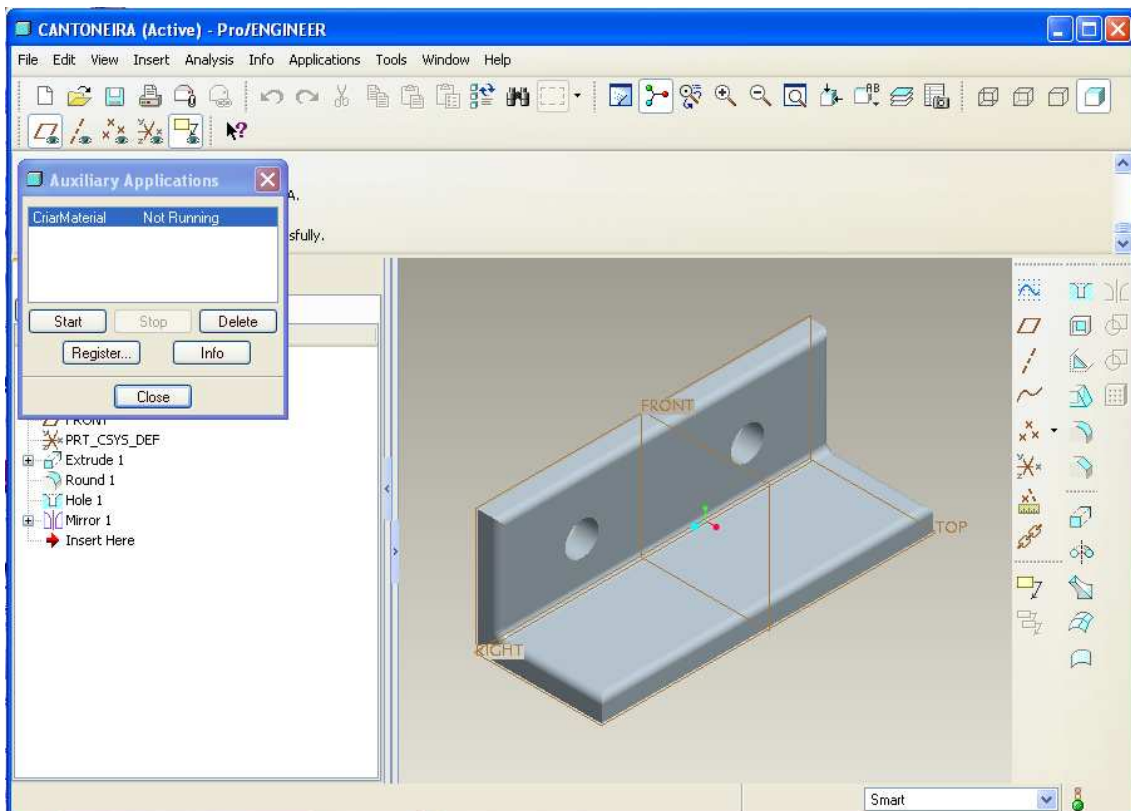 CANTONEIRA (Active) - Pro/ENGINEER
File Edit View Insert Analysis Info Applications Tools Window Help
Auxiliary Applications
A.
CriarMaterial Not Running
sfully.
Start Stop Delete
Register... Info
Close
FRONT
PRT_CSYS_DEF
Extrude 1
Round 1
Hole 1
Mirror 1
Insert Here
FRONT
TOP
RIGHT
Smart